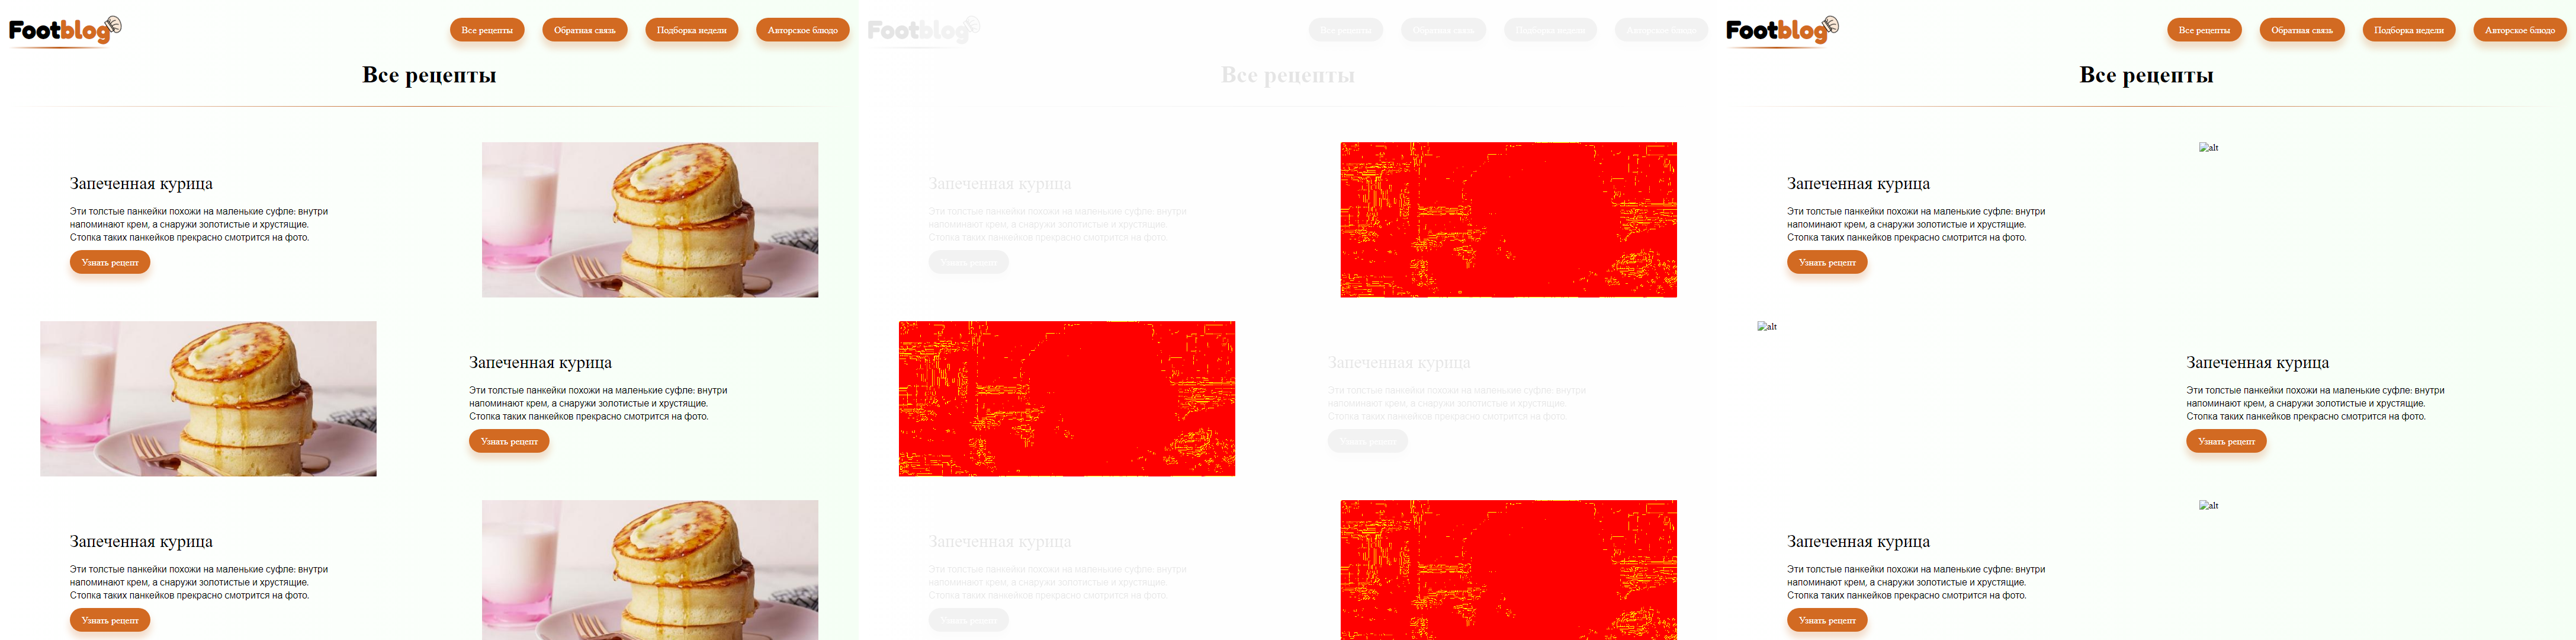 Footblog
Все рецепты
Обратная связь
Подборка недели
Авторское блюдо
Все рецепты
Запеченная курица
Эти толстые панкейки похожи на маленькие суфле: внутри
напоминают крем, а снаружи золотистые и хрустящие.
Стопка таких панкейков прекрасно смотрится на фото.
Узнать рецепт
Запеченная курица
Эти толстые панкейки похожи на маленькие суфле: внутри
напоминают крем, а снаружи золотистые и хрустящие.
Стопка таких панкейков прекрасно смотрится на фото.
Узнать рецепт
Запеченная курица
Эти толстые панкейки похожи на маленькие суфле: внутри
напоминают крем, а снаружи золотистые и хрустящие.
Стопка таких панкейков прекрасно смотрится на фото.
Узнать рецепт
Footblog
Все рецепты
Обратная связь
Подборка недели
Авторское блюдо
Все рецепты
Запеченная курица
Эти толстые панкейки похожи на маленькие суфле: внутри
напоминают крем, а снаружи золотистые и хрустящие.
Стопка таких панкейков прекрасно смотрится на фото.
Узнать рецепт
Запеченная курица
Эти толстые панкейки похожи на маленькие суфле: внутри
напоминают крем, а снаружи золотистые и хрустящие.
Стопка таких панкейков прекрасно смотрится на фото.
Узнать рецепт
Запеченная курица
Эти толстые панкейки похожи на маленькие суфле: внутри
напоминают крем, а снаружи золотистые и хрустящие.
Стопка таких панкейков прекрасно смотрится на фото.
Узнать рецепт
Footblog
Все рецепты
Обратная связь
Подборка недели
Авторское блюдо
Все рецепты
alt
Запеченная курица
Эти толстые панкейки похожи на маленькие суфле: внутри
напоминают крем, а снаружи золотистые и хрустящие.
Стопка таких панкейков прекрасно смотрится на фото.
Узнать рецепт
alt
Запеченная курица
Эти толстые панкейки похожи на маленькие суфле: внутри
напоминают крем, а снаружи золотистые и хрустящие.
Стопка таких панкейков прекрасно смотрится на фото.
Узнать рецепт
alt
Запеченная курица
Эти толстые панкейки похожи на маленькие суфле: внутри
напоминают крем, а снаружи золотистые и хрустящие.
Стопка таких панкейков прекрасно смотрится на фото.
Узнать рецепт